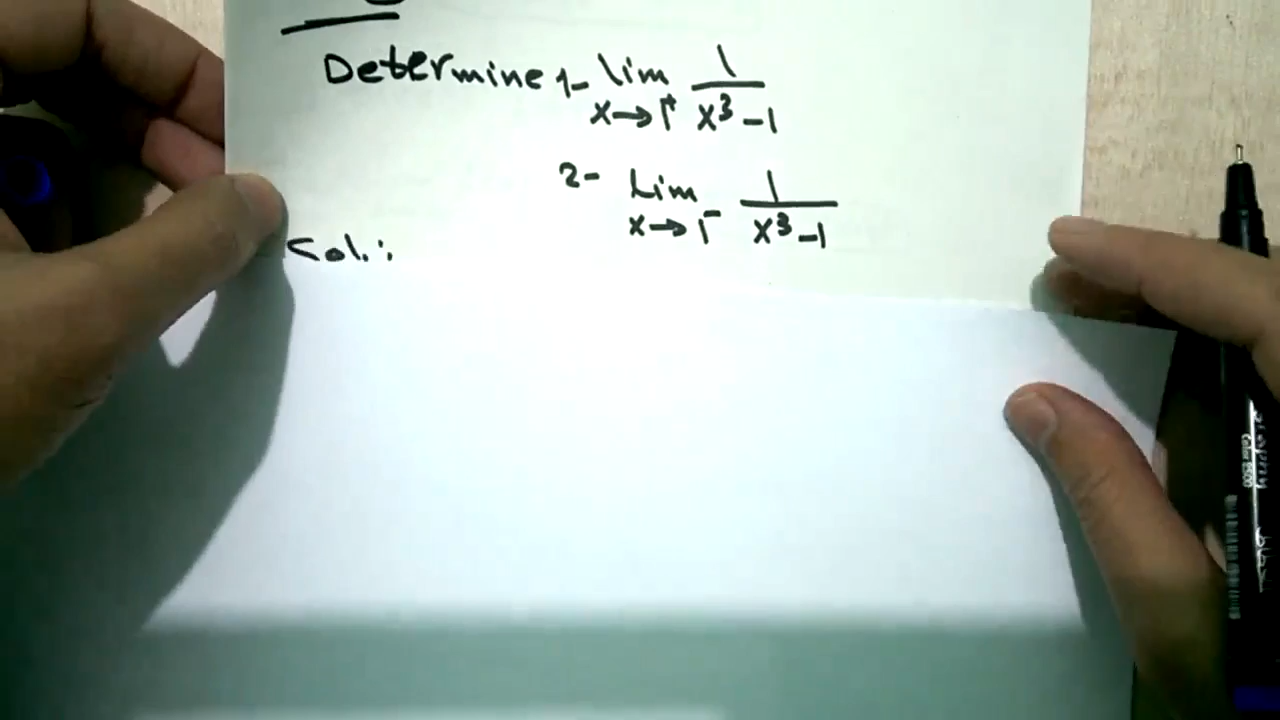 Determine 1- lim 1/(x³-1) x→1⁺
2- Lim 1/(x³-1) x→1⁻
Sol.: